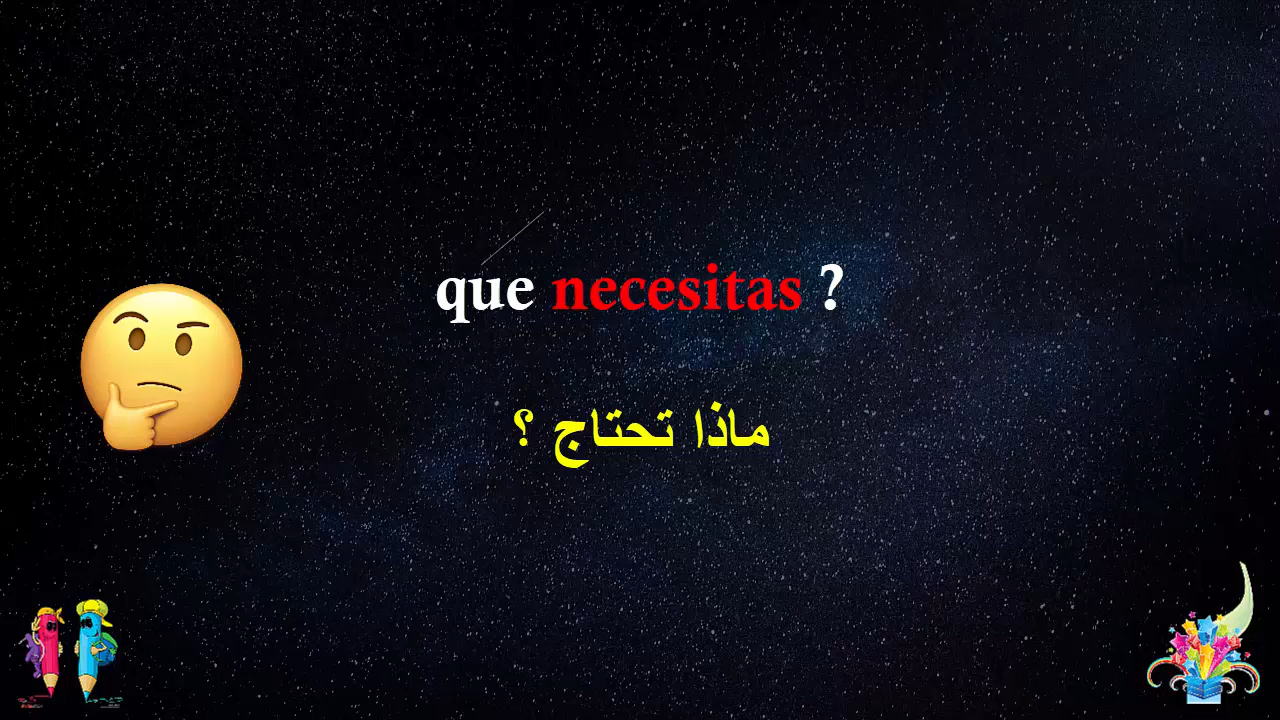 que necesitas ?
ماذا تحتاج ؟